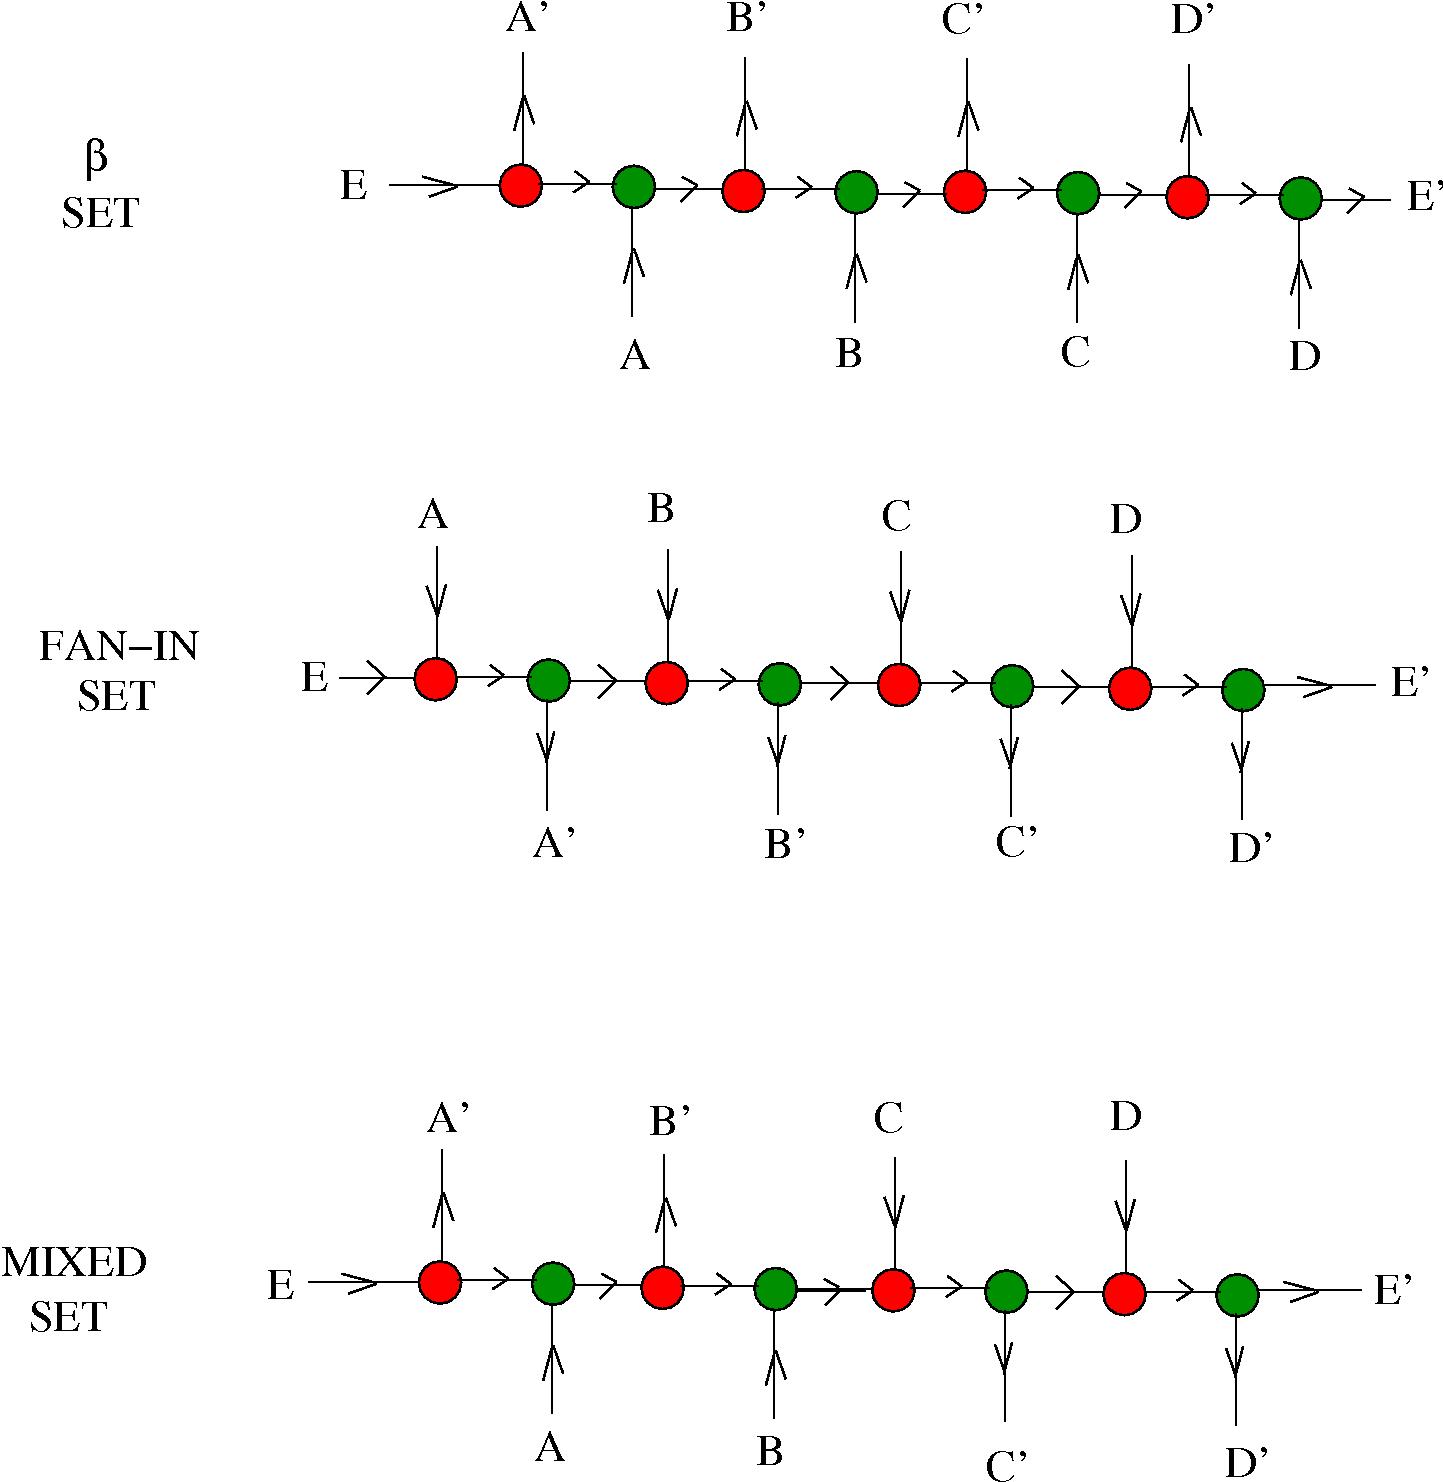 A' B' C' D'
β
SET
E E'
A B C D
A B C D
FAN−IN
SET
E E'
A' B' C' D'
A' B' C D
MIXED
SET
E E'
A B C' D'